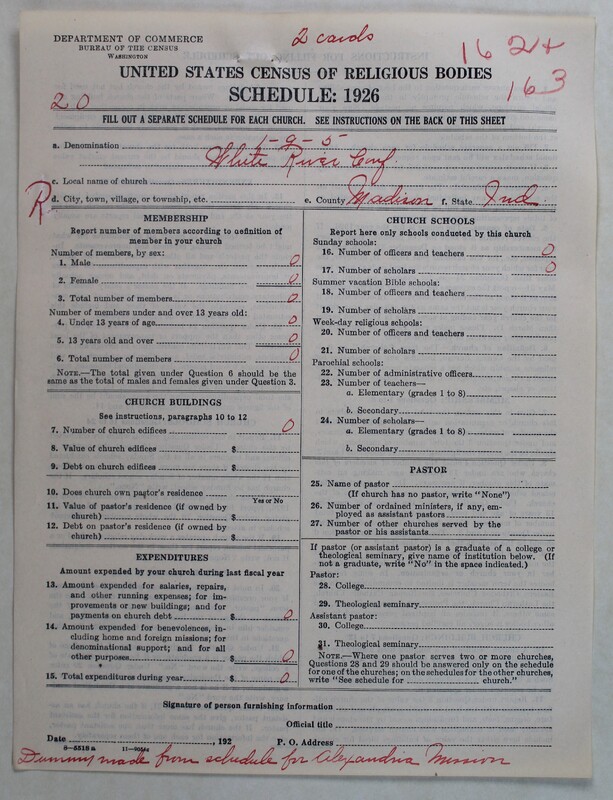 DEPARTMENT OF COMMERCE
BUREAU OF THE CENSUS
WASHINGTON
2 cards
162+
163
UNITED STATES CENSUS OF RELIGIOUS BODIES
20
SCHEDULE: 1926
FILL OUT A SEPARATE SCHEDULE FOR EACH CHURCH. SEE INSTRUCTIONS ON THE BACK OF THIS SHEET
1-9-5
a. Denomination
White River Conf.
c. Local name of church
R
d. City, town, village, or township, etc. e. County Madison f. State Ind
MEMBERSHIP
Report number of members according to definition of
member in your church
Number of members, by sex:
1. Male 0
2. Female 0
3. Total number of members 0
Number of members under and over 13 years old:
4. Under 13 years of age 0
5. 13 years old and over 0
6. Total number of members 0
NOTE.—The total given under Question 6 should be the
same as the total of males and females given under Question 3.
CHURCH BUILDINGS
See instructions, paragraphs 10 to 12
7. Number of church edifices 0
8. Value of church edifices $
9. Debt on church edifices $
10. Does church own pastor's residence
Yes or No
11. Value of pastor's residence (if owned by
church) $
12. Debt on pastor's residence (if owned by
church) $
EXPENDITURES
Amount expended by your church during last fiscal year
13. Amount expended for salaries, repairs,
and other running expenses; for im-
provements or new buildings; and for
payments on church debt $ 0
14. Amount expended for benevolences, in-
cluding home and foreign missions; for
denominational support; and for all
other purposes $ 0
15. Total expenditures during year $ 0
CHURCH SCHOOLS
Report here only schools conducted by this church
Sunday schools:
16. Number of officers and teachers 0
17. Number of scholars 0
Summer vacation Bible schools:
18. Number of officers and teachers
19. Number of scholars
Week-day religious schools:
20. Number of officers and teachers
21. Number of scholars
Parochial schools:
22. Number of administrative officers
23. Number of teachers—
a. Elementary (grades 1 to 8)
b. Secondary
24. Number of scholars—
a. Elementary (grades 1 to 8)
b. Secondary
PASTOR
25. Name of pastor
(If church has no pastor, write "None")
26. Number of ordained ministers, if any, em-
ployed as assistant pastors
27. Number of other churches served by the
pastor or his assistants
If pastor (or assistant pastor) is a graduate of a college or
theological seminary, give name of institution below. (If
not a graduate, write "No" in the space indicated.)
Pastor:
28. College
29. Theological seminary
Assistant pastor:
30. College
31. Theological seminary
NOTE.—Where one pastor serves two or more churches,
Questions 28 and 29 should be answered only on the schedule
for one of the churches; on the schedules for the other churches,
write "See schedule for church."
Signature of person furnishing information
Official title
Date , 192 P. O. Address
8-5518a
Dummy made from schedule for Alexandria Mission